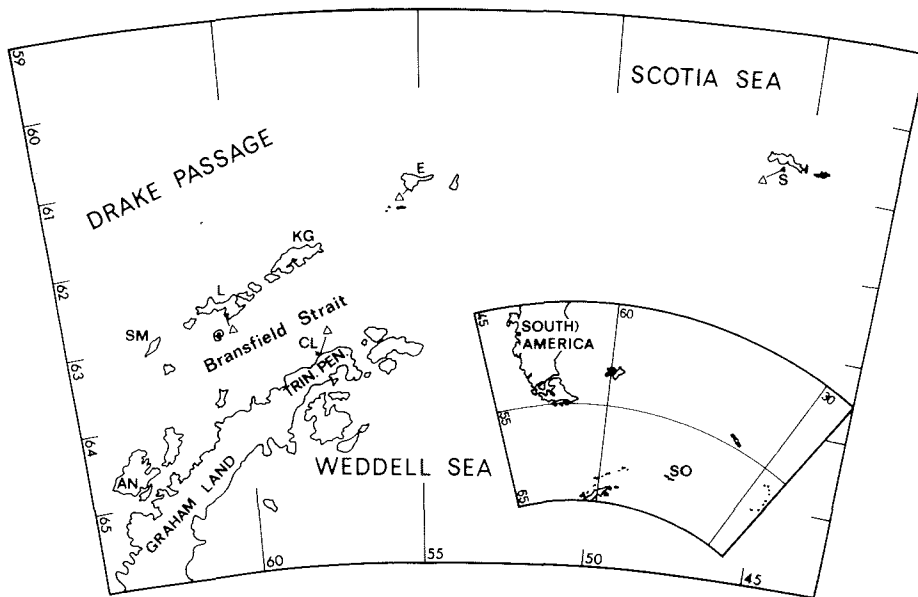 59
SCOTIA SEA
60
DRAKE PASSAGE
E
S
61
KG
62
L
SM
Bransfield Strait
CL
TRIN. PEN.
63
45
60
SOUTH
AMERICA
30
55
64
WEDDELL SEA
SO
AN
GRAHAM LAND
65
65
60
55
50
45